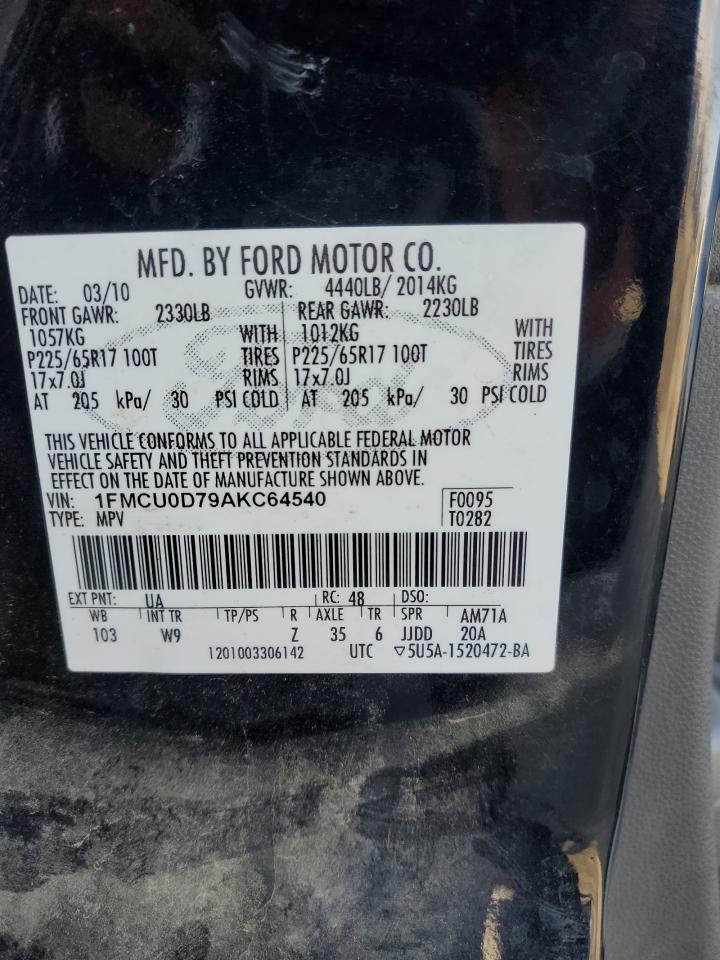 MFD. BY FORD MOTOR CO.
DATE: 03/10 GVWR: 4440LB/ 2014KG
FRONT GAWR: 2330LB REAR GAWR: 2230LB
1057KG WITH 1012KG WITH
P225/65R17 100T TIRES P225/65R17 100T TIRES
17x7.0J RIMS 17x7.0J RIMS
AT 205 kPa/ 30 PSI COLD AT 205 kPa/ 30 PSI COLD
Ford
THIS VEHICLE CONFORMS TO ALL APPLICABLE FEDERAL MOTOR
VEHICLE SAFETY AND THEFT PREVENTION STANDARDS IN
EFFECT ON THE DATE OF MANUFACTURE SHOWN ABOVE.
VIN: 1FMCU0D79AKC64540 F0095
TYPE: MPV T0282
EXT PNT: UA RC: 48 DSO:
WB INT TR TP/PS R AXLE TR SPR AM71A
103 W9 Z 35 6 JJDD 20A
1201003306142 UTC ▽5U5A-1520472-BA